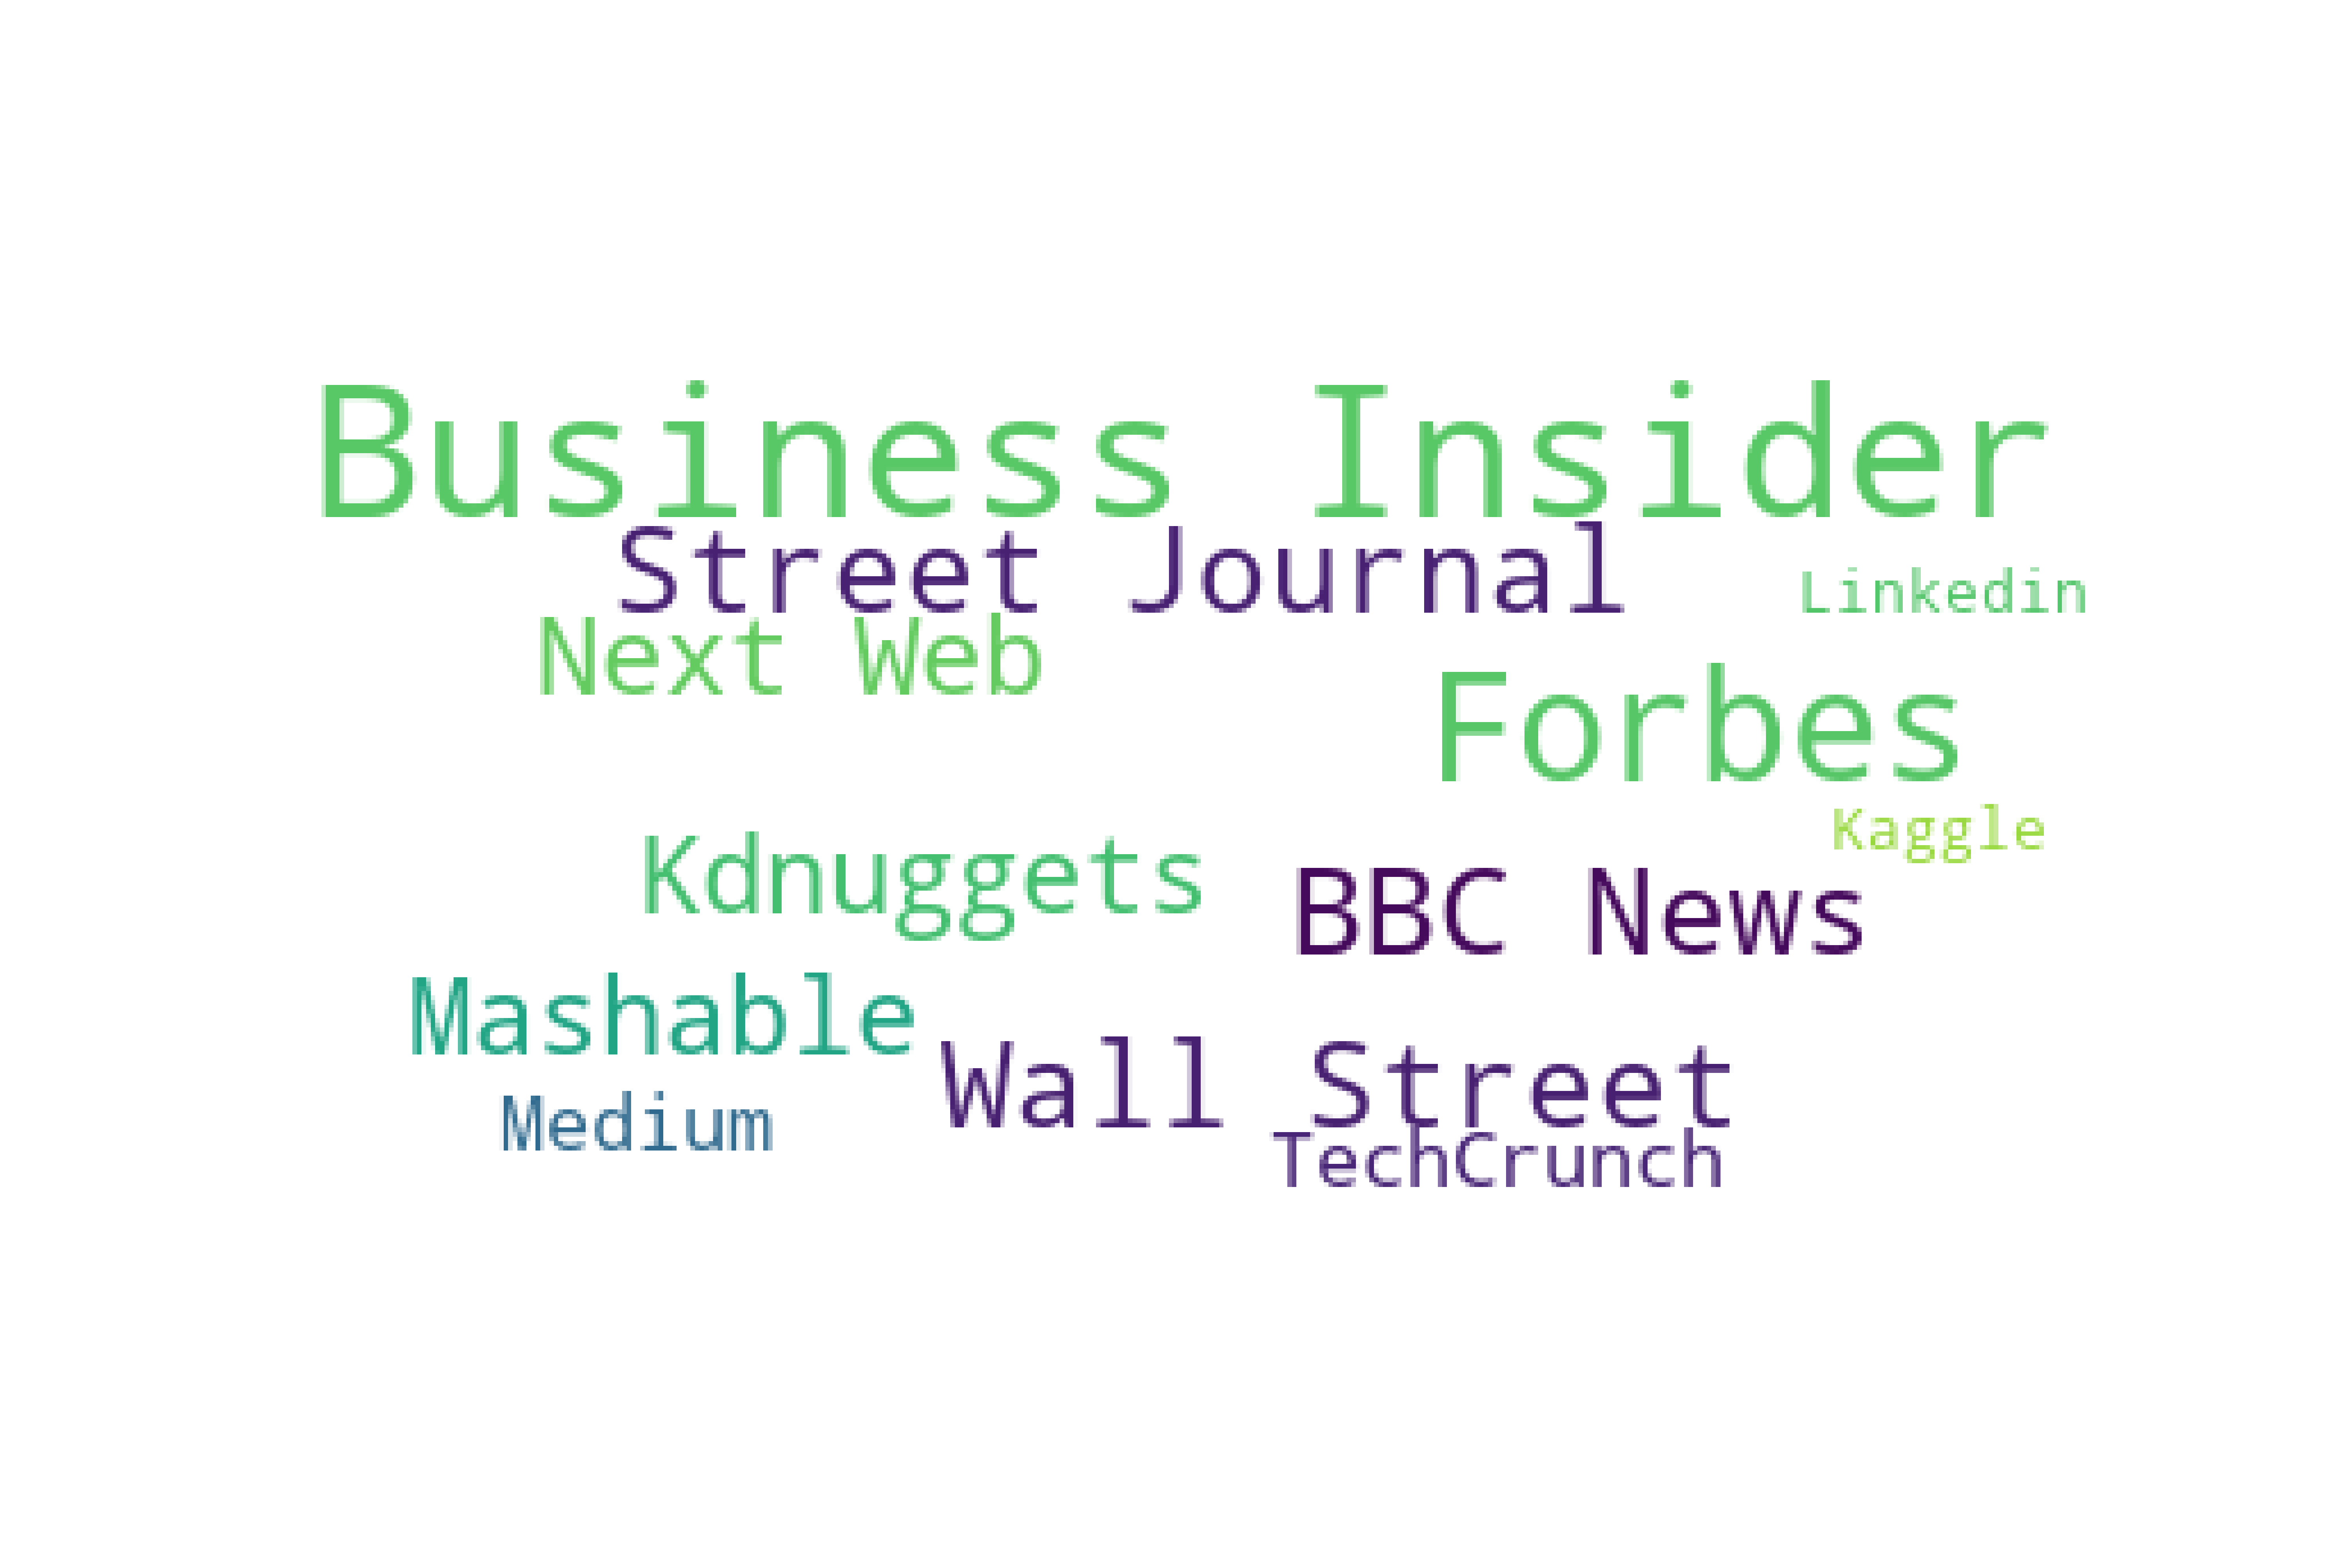 Business Insider
Street Journal
Linkedin
Next Web
Forbes
Kaggle
Kdnuggets
BBC News
Mashable
Wall Street
Medium
TechCrunch